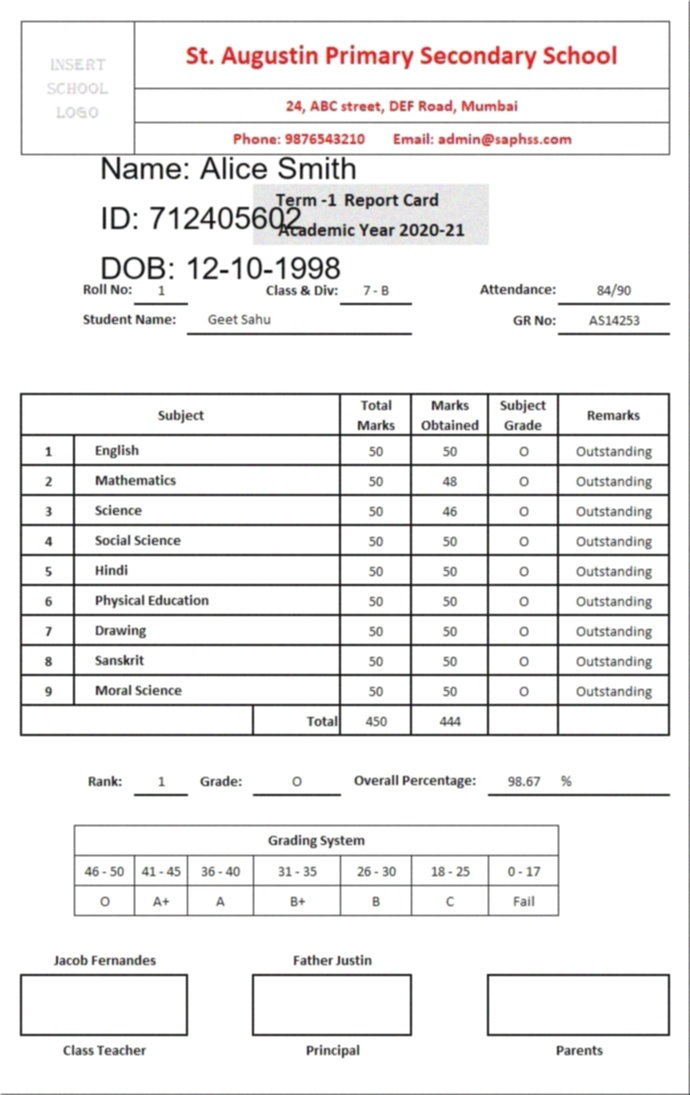 INSERT
SCHOOL
LOGO
St. Augustin Primary Secondary School
24, ABC street, DEF Road, Mumbai
Phone: 9876543210 Email: admin@saphss.com
Name: Alice Smith
Term -1 Report Card
ID: 712405602
Academic Year 2020-21
DOB: 12-10-1998
Roll No: 1 Class & Div: 7 - B Attendance: 84/90
Student Name: Geet Sahu GR No: AS14253
Subject Total Marks Marks Obtained Subject Grade Remarks
1 English 50 50 O Outstanding
2 Mathematics 50 48 O Outstanding
3 Science 50 46 O Outstanding
4 Social Science 50 50 O Outstanding
5 Hindi 50 50 O Outstanding
6 Physical Education 50 50 O Outstanding
7 Drawing 50 50 O Outstanding
8 Sanskrit 50 50 O Outstanding
9 Moral Science 50 50 O Outstanding
Total 450 444
Rank: 1 Grade: O Overall Percentage: 98.67 %
Grading System
46 - 50 41 - 45 36 - 40 31 - 35 26 - 30 18 - 25 0 - 17
O A+ A B+ B C Fail
Jacob Fernandes Father Justin
Class Teacher Principal Parents